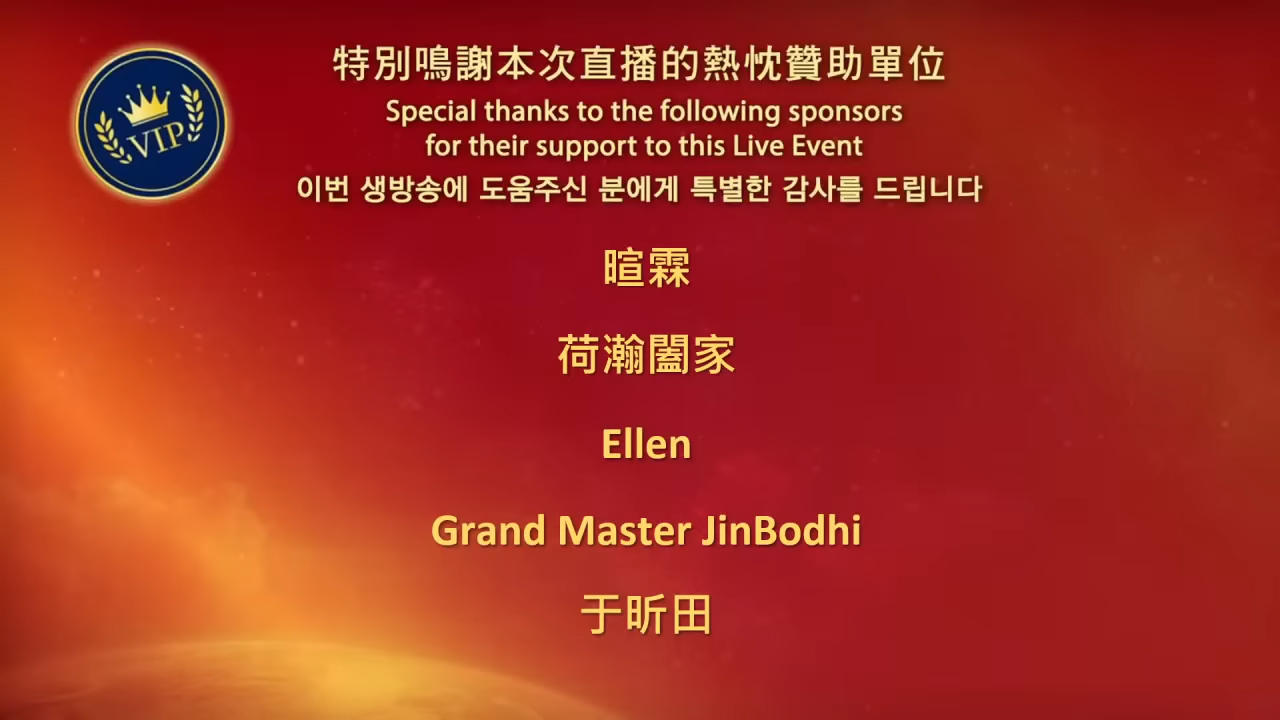 特別鳴謝本次直播的熱忱贊助單位
Special thanks to the following sponsors
for their support to this Live Event
이번 생방송에 도움주신 분에게 특별한 감사를 드립니다
VIP
暄霖
荷瀚闔家
Ellen
Grand Master JinBodhi
于昕田